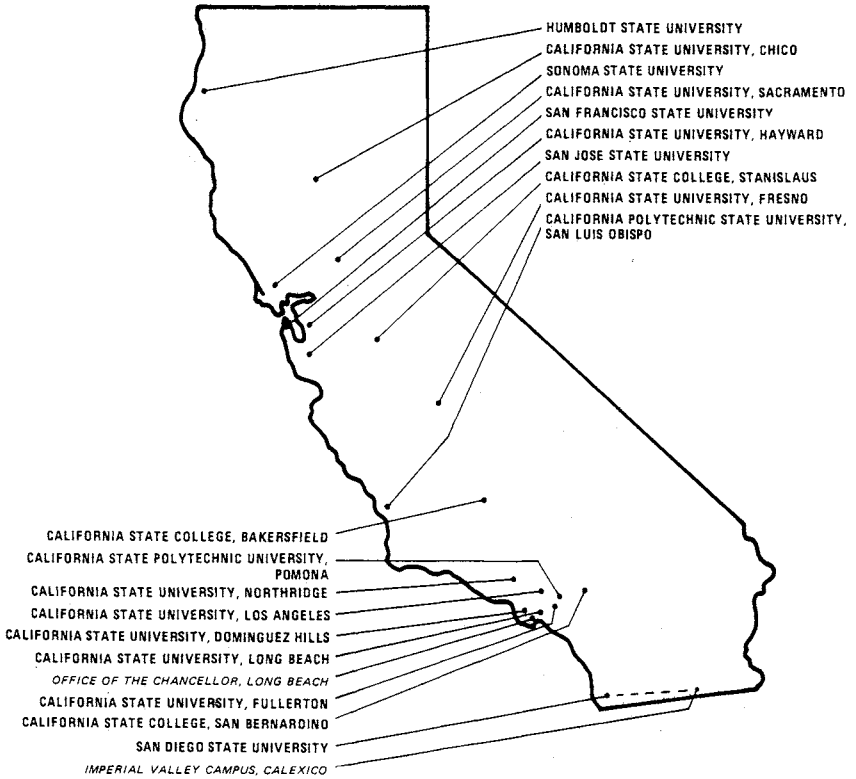 HUMBOLDT STATE UNIVERSITY
CALIFORNIA STATE UNIVERSITY, CHICO
SONOMA STATE UNIVERSITY
CALIFORNIA STATE UNIVERSITY, SACRAMENTO
SAN FRANCISCO STATE UNIVERSITY
CALIFORNIA STATE UNIVERSITY, HAYWARD
SAN JOSE STATE UNIVERSITY
CALIFORNIA STATE COLLEGE, STANISLAUS
CALIFORNIA STATE UNIVERSITY, FRESNO
CALIFORNIA POLYTECHNIC STATE UNIVERSITY,
SAN LUIS OBISPO
CALIFORNIA STATE COLLEGE, BAKERSFIELD
CALIFORNIA STATE POLYTECHNIC UNIVERSITY,
POMONA
CALIFORNIA STATE UNIVERSITY, NORTHRIDGE
CALIFORNIA STATE UNIVERSITY, LOS ANGELES
CALIFORNIA STATE UNIVERSITY, DOMINGUEZ HILLS
CALIFORNIA STATE UNIVERSITY, LONG BEACH
OFFICE OF THE CHANCELLOR, LONG BEACH
CALIFORNIA STATE UNIVERSITY, FULLERTON
CALIFORNIA STATE COLLEGE, SAN BERNARDINO
SAN DIEGO STATE UNIVERSITY
IMPERIAL VALLEY CAMPUS, CALEXICO